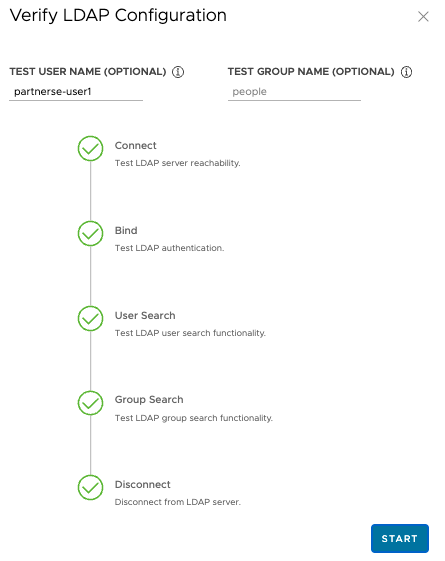 Verify LDAP Configuration
TEST USER NAME (OPTIONAL)
TEST GROUP NAME (OPTIONAL)
partnerse-user1
people
Connect
Test LDAP server reachability.
Bind
Test LDAP authentication.
User Search
Test LDAP user search functionality.
Group Search
Test LDAP group search functionality.
Disconnect
Disconnect from LDAP server.
START